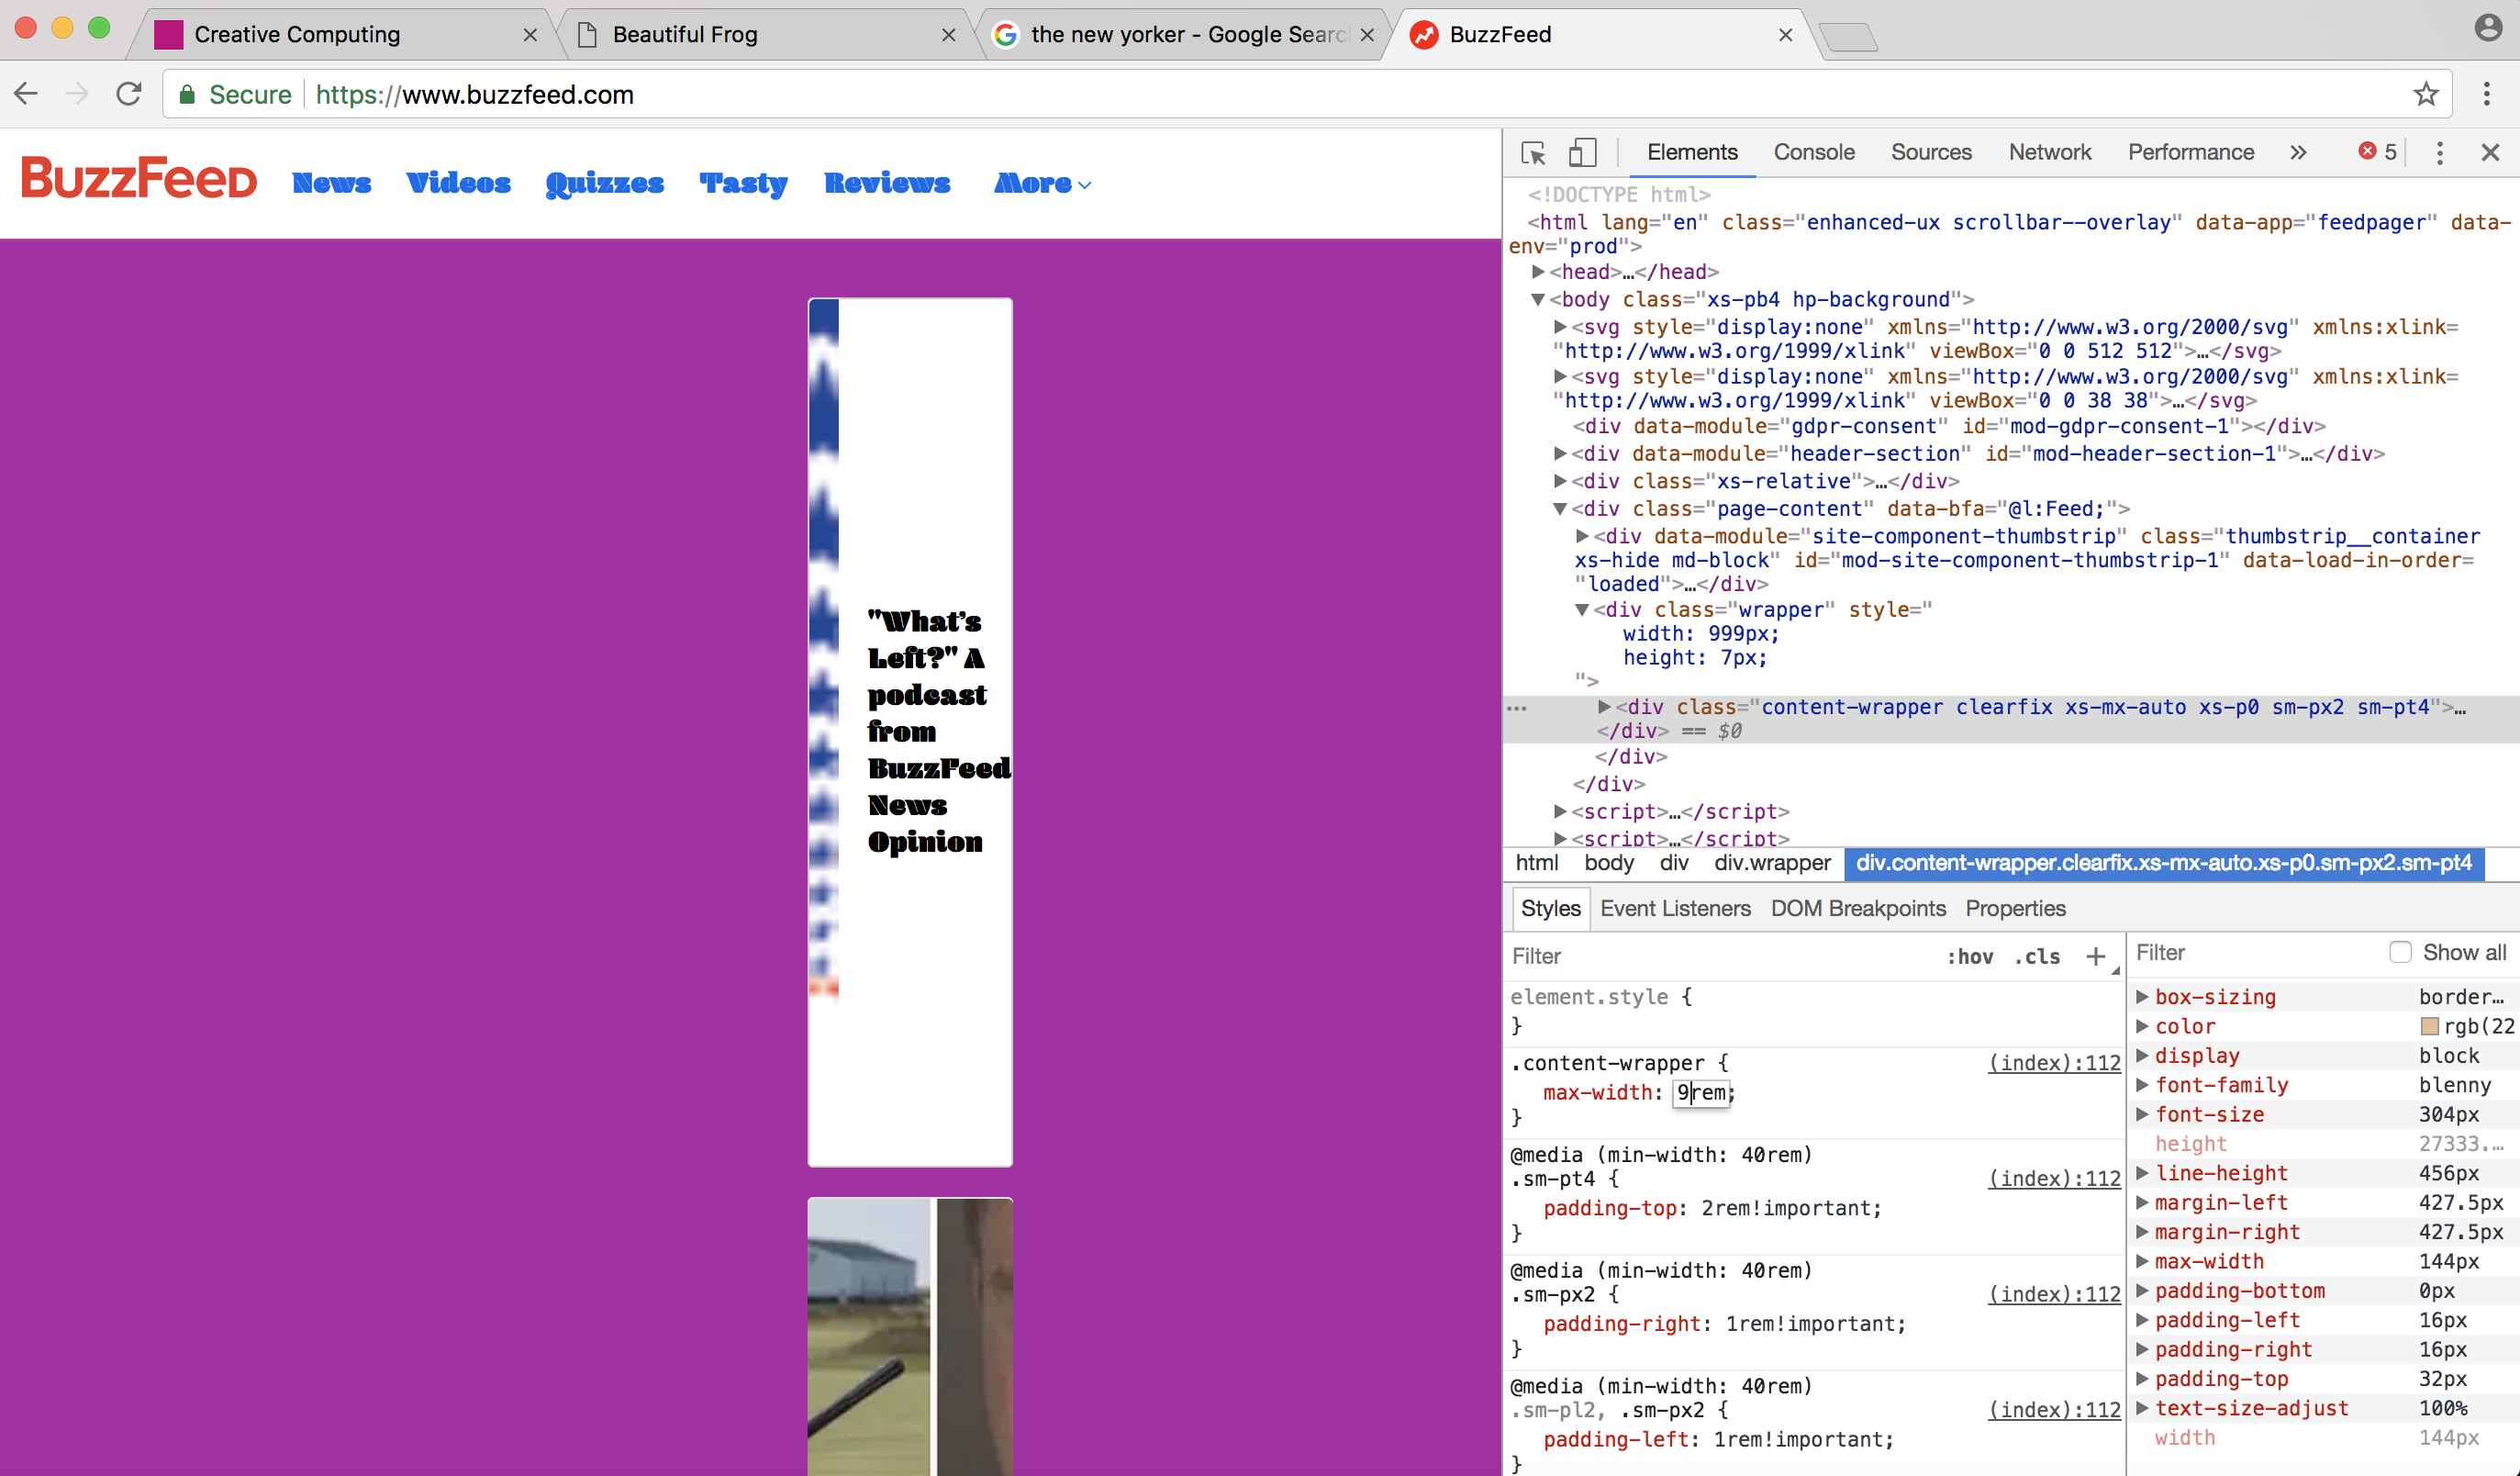 Creative Computing
Beautiful Frog
the new yorker - Google Searc
BuzzFeed
Secure https://www.buzzfeed.com
BuzzFeed News Videos Quizzes Tasty Reviews More
"What's
Left?" A
podcast
from
BuzzFeed
News
Opinion
Elements Console Sources Network Performance » 5
<!DOCTYPE html>
<html lang="en" class="enhanced-ux scrollbar--overlay" data-app="feedpager" data-
env="prod">
▶<head>…</head>
▼<body class="xs-pb4 hp-background">
▶<svg style="display:none" xmlns="http://www.w3.org/2000/svg" xmlns:xlink=
"http://www.w3.org/1999/xlink" viewBox="0 0 512 512">…</svg>
▶<svg style="display:none" xmlns="http://www.w3.org/2000/svg" xmlns:xlink=
"http://www.w3.org/1999/xlink" viewBox="0 0 38 38">…</svg>
<div data-module="gdpr-consent" id="mod-gdpr-consent-1"></div>
▶<div data-module="header-section" id="mod-header-section-1">…</div>
▶<div class="xs-relative">…</div>
▼<div class="page-content" data-bfa="@l:Feed;">
▶<div data-module="site-component-thumbstrip" class="thumbstrip__container
xs-hide md-block" id="mod-site-component-thumbstrip-1" data-load-in-order=
"loaded">…</div>
▼<div class="wrapper" style="
width: 999px;
height: 7px;
">
… ▶<div class="content-wrapper clearfix xs-mx-auto xs-p0 sm-px2 sm-pt4">…
</div> == $0
</div>
</div>
▶<script>…</script>
▶<script>…</script>
html body div div.wrapper div.content-wrapper.clearfix.xs-mx-auto.xs-p0.sm-px2.sm-pt4
Styles Event Listeners DOM Breakpoints Properties
Filter :hov .cls +
element.style {
}
.content-wrapper { (index):112
max-width: 9rem;
}
@media (min-width: 40rem)
.sm-pt4 { (index):112
padding-top: 2rem!important;
}
@media (min-width: 40rem)
.sm-px2 { (index):112
padding-right: 1rem!important;
}
@media (min-width: 40rem)
.sm-pl2, .sm-px2 { (index):112
padding-left: 1rem!important;
}
Filter Show all
▶box-sizing border…
▶color rgb(22
▶display block
▶font-family blenny
▶font-size 304px
height 27333.…
▶line-height 456px
▶margin-left 427.5px
▶margin-right 427.5px
▶max-width 144px
▶padding-bottom 0px
▶padding-left 16px
▶padding-right 16px
▶padding-top 32px
▶text-size-adjust 100%
width 144px